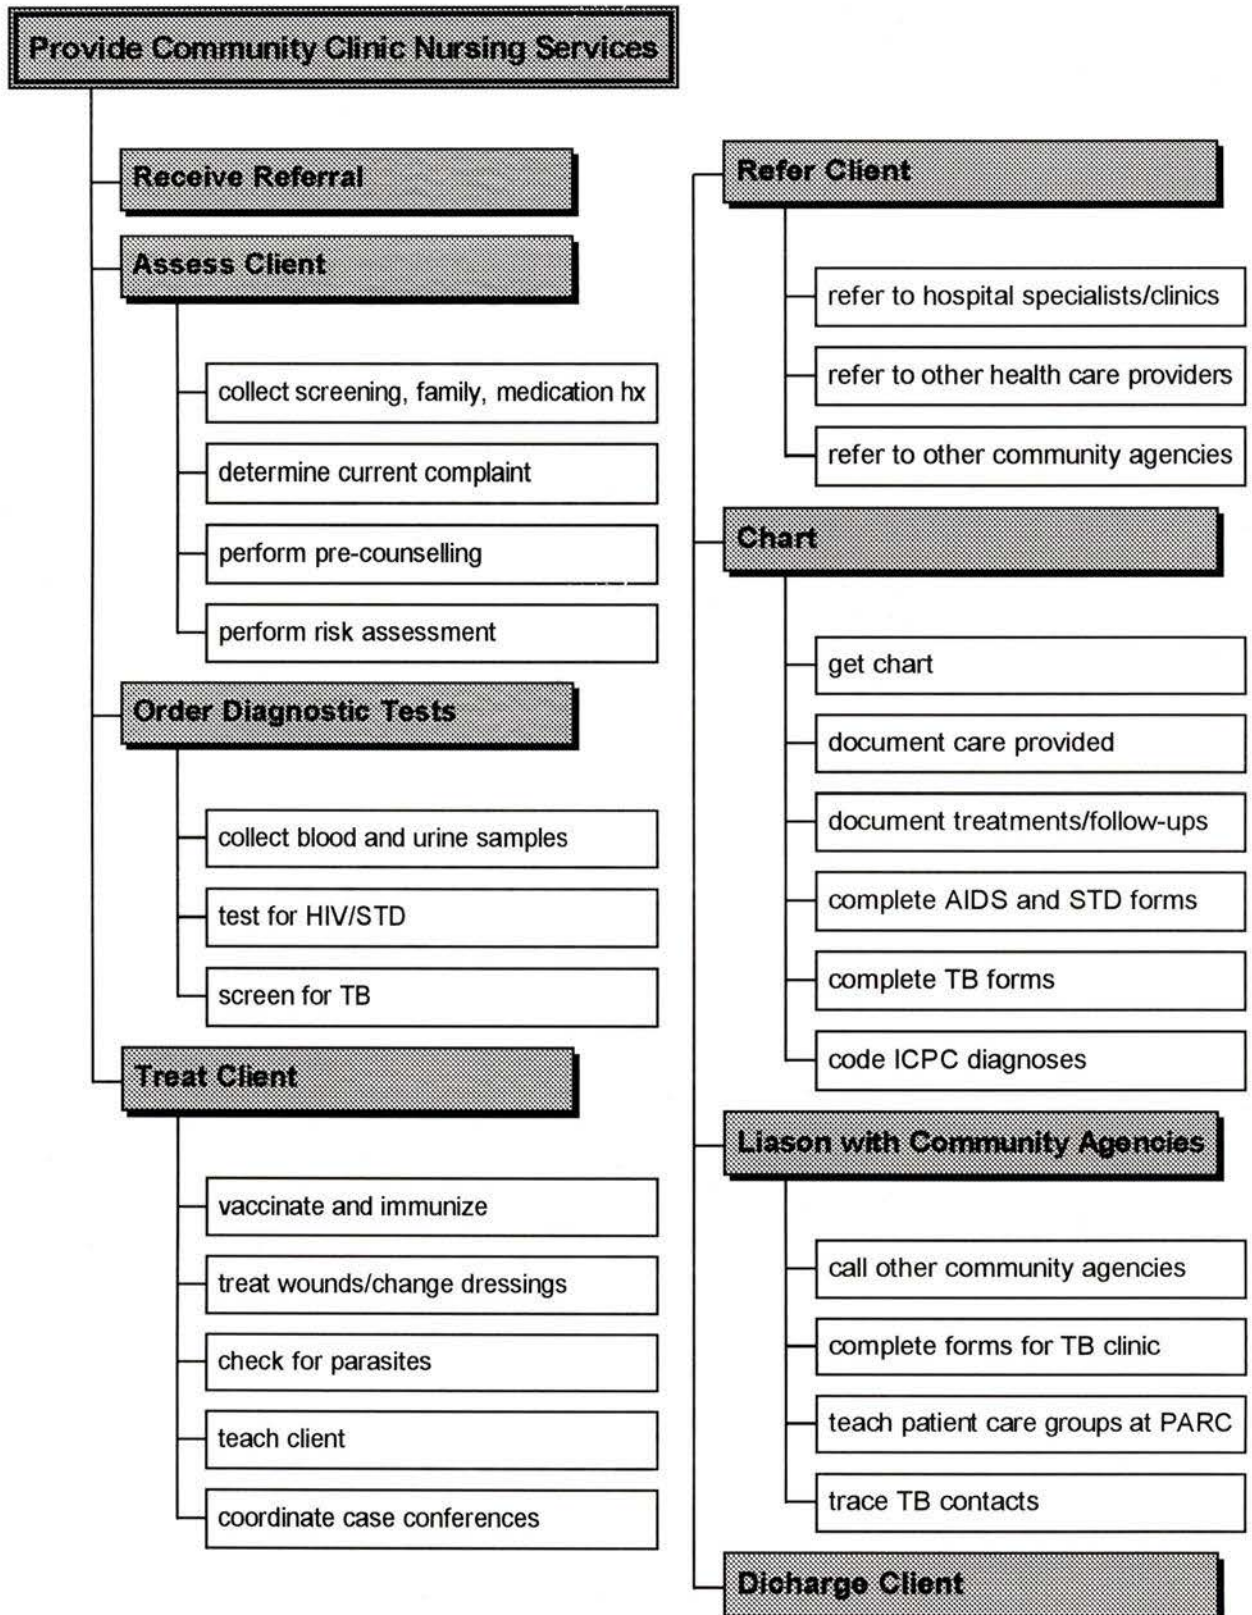 Provide Community Clinic Nursing Services
Receive Referral
Assess Client
collect screening, family, medication hx
determine current complaint
perform pre-counselling
perform risk assessment
Order Diagnostic Tests
collect blood and urine samples
test for HIV/STD
screen for TB
Treat Client
vaccinate and immunize
treat wounds/change dressings
check for parasites
teach client
coordinate case conferences
Refer Client
refer to hospital specialists/clinics
refer to other health care providers
refer to other community agencies
Chart
get chart
document care provided
document treatments/follow-ups
complete AIDS and STD forms
complete TB forms
code ICPC diagnoses
Liason with Community Agencies
call other community agencies
complete forms for TB clinic
teach patient care groups at PARC
trace TB contacts
Dicharge Client